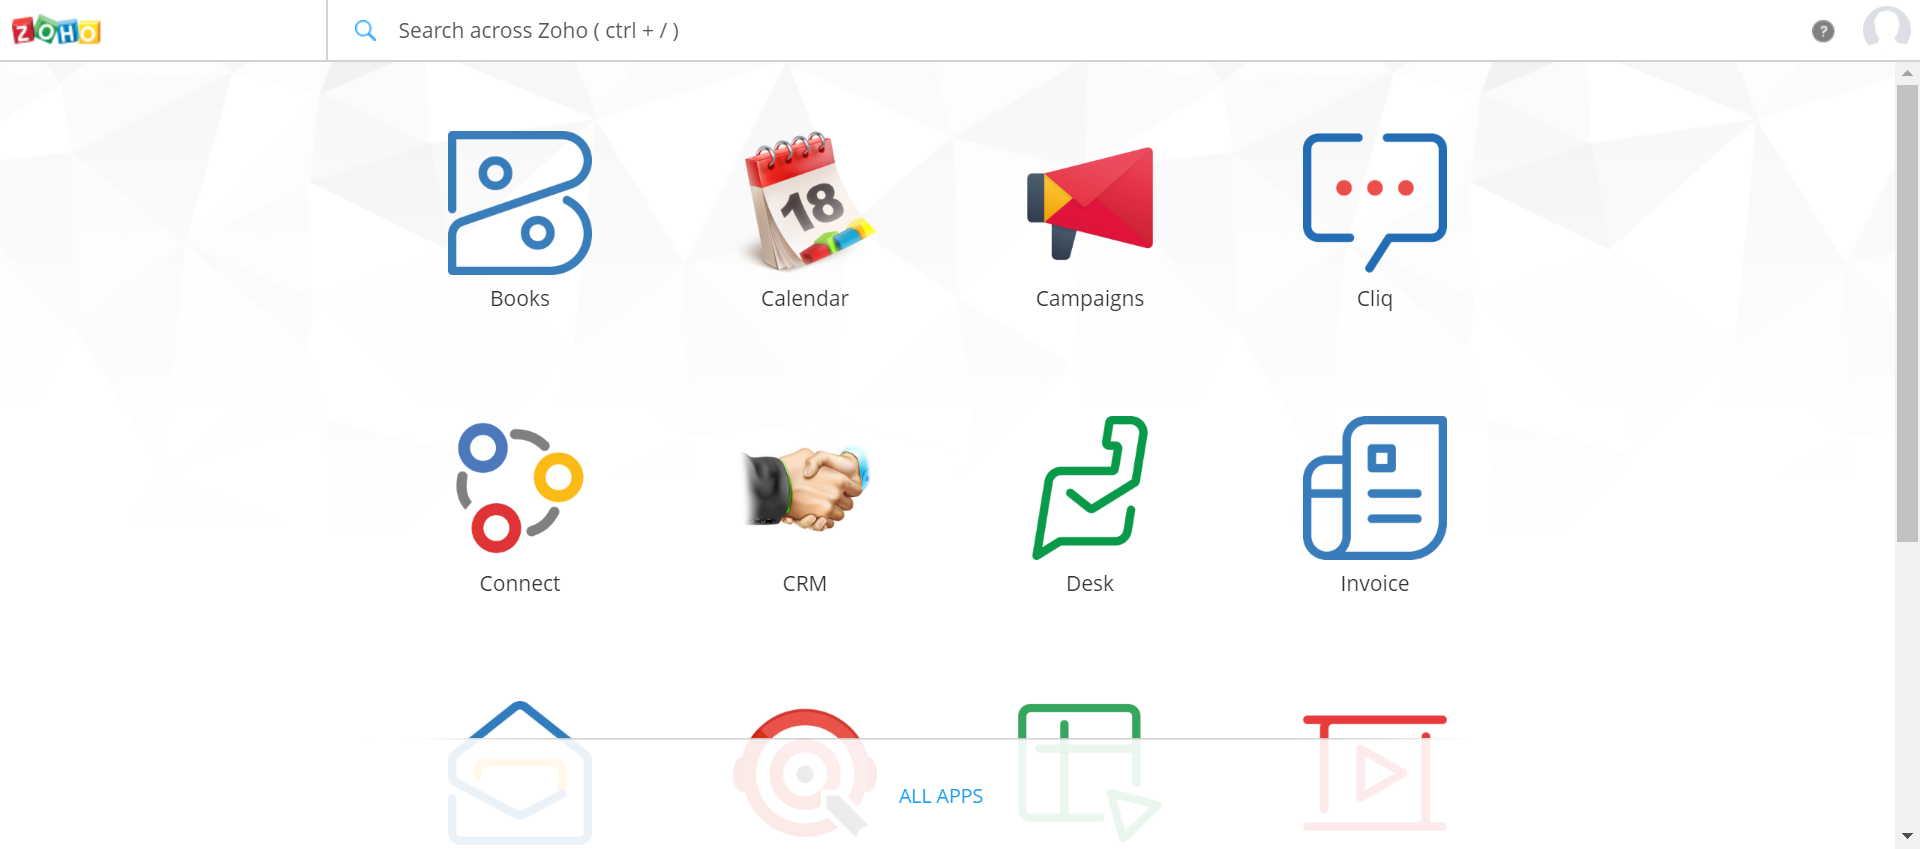 ZOHO
Search across Zoho ( ctrl + / )
?
18
Books
Calendar
Campaigns
Cliq
Connect
CRM
Desk
Invoice
ALL APPS